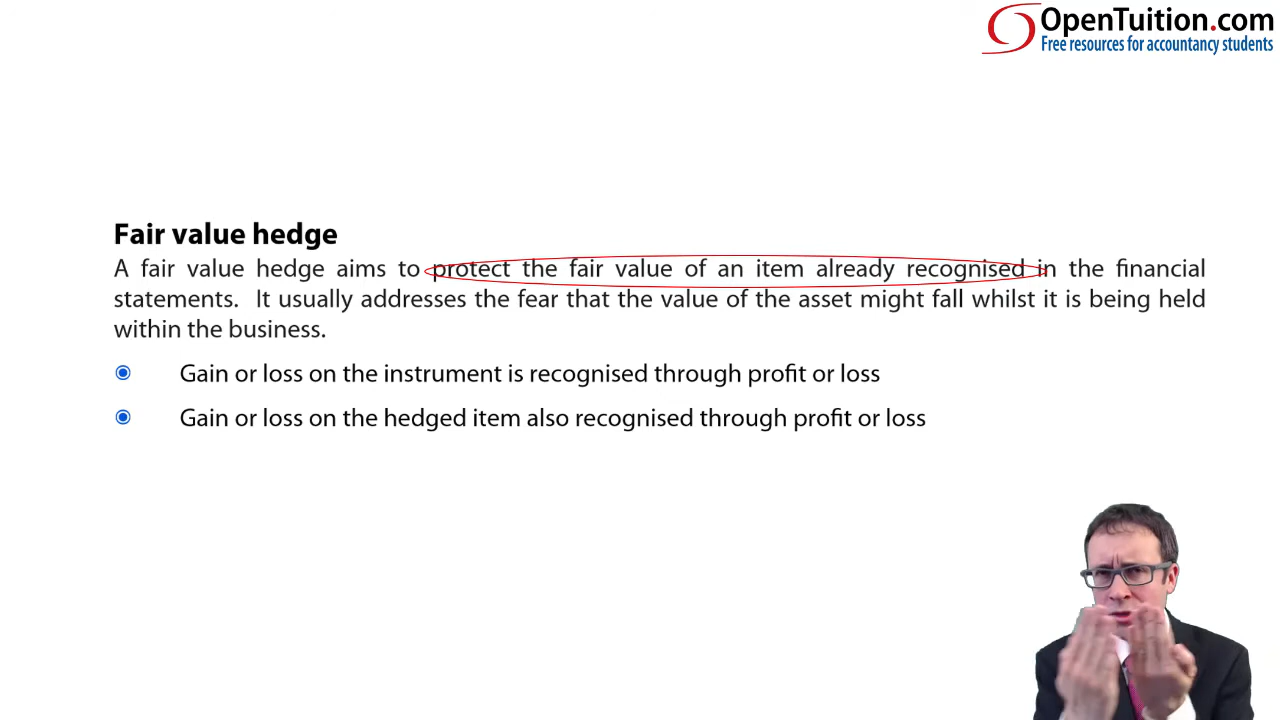 OpenTuition.com
Free resources for accountancy students
Fair value hedge
A fair value hedge aims to protect the fair value of an item already recognised in the financial
statements. It usually addresses the fear that the value of the asset might fall whilst it is being held
within the business.
Gain or loss on the instrument is recognised through profit or loss
Gain or loss on the hedged item also recognised through profit or loss